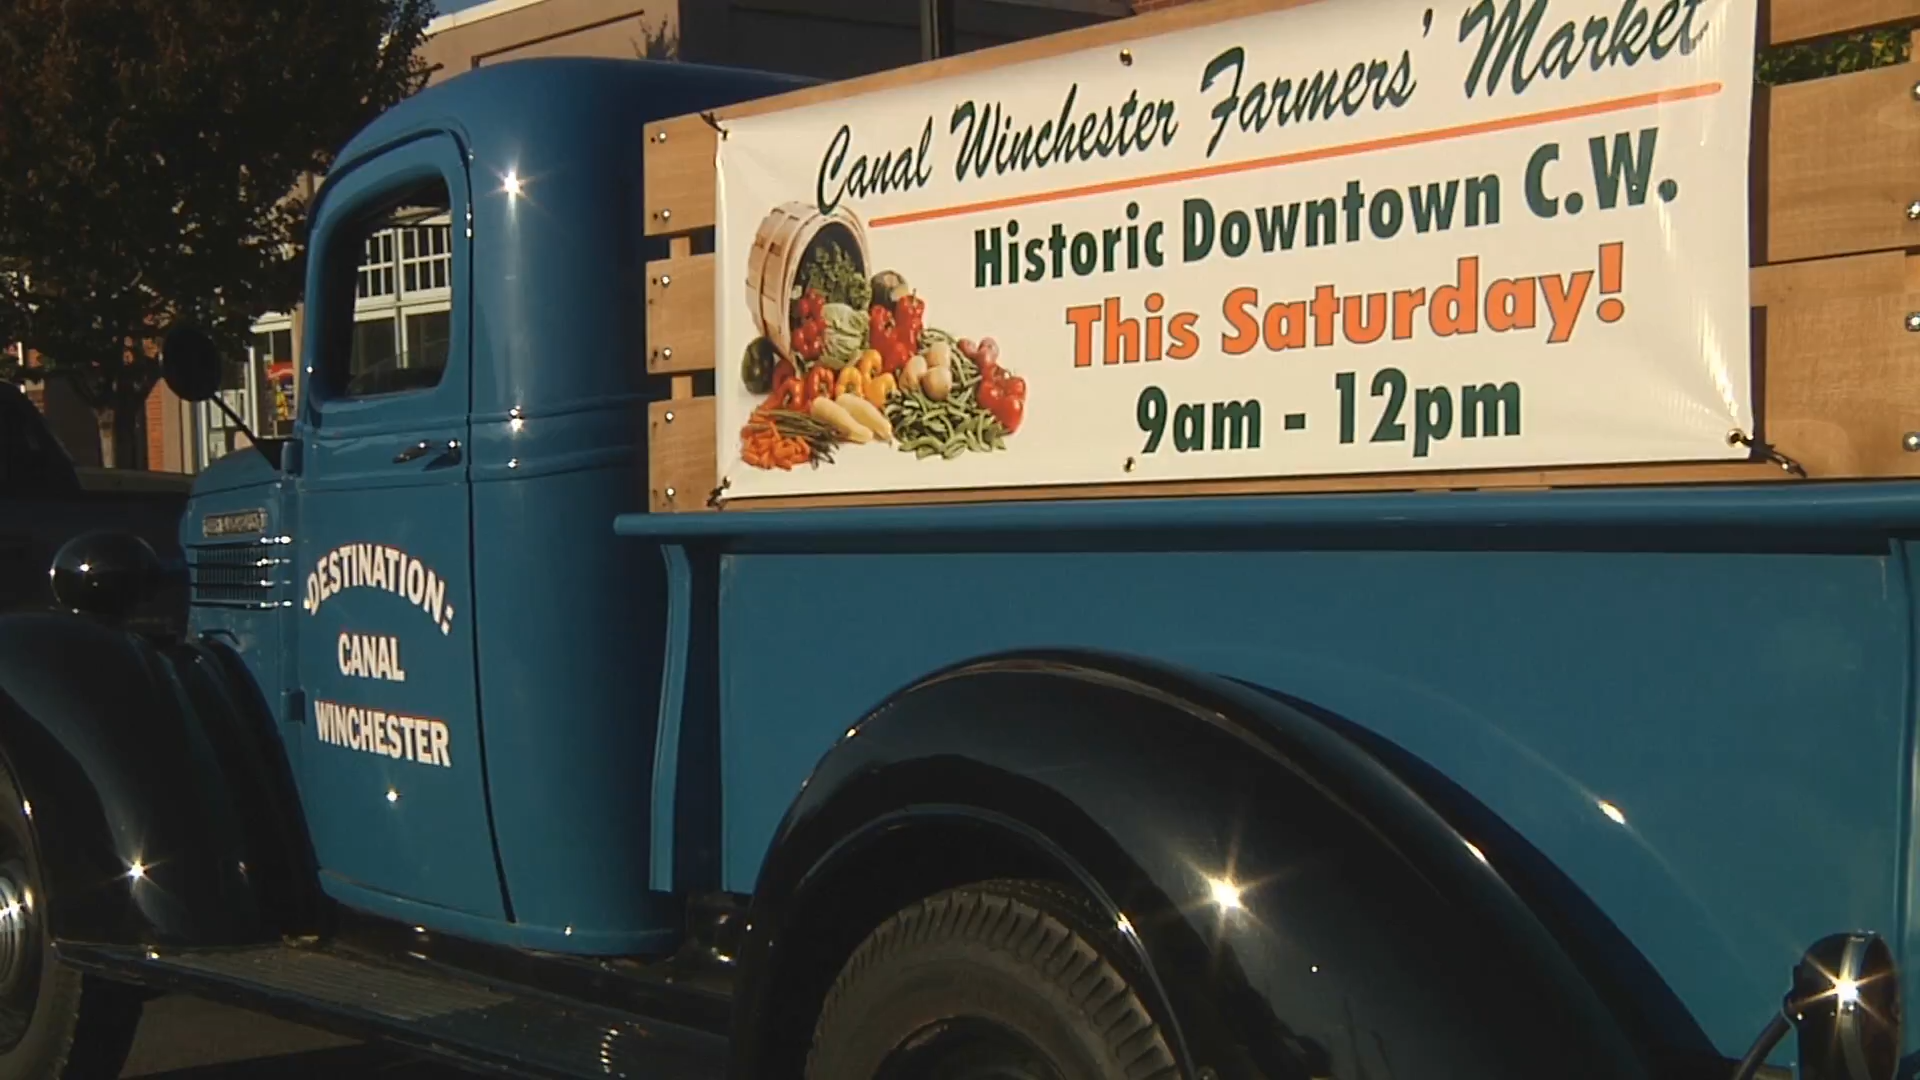 Canal Winchester Farmers' Market
Historic Downtown C.W.
This Saturday!
9am - 12pm
DESTINATION:
CANAL
WINCHESTER